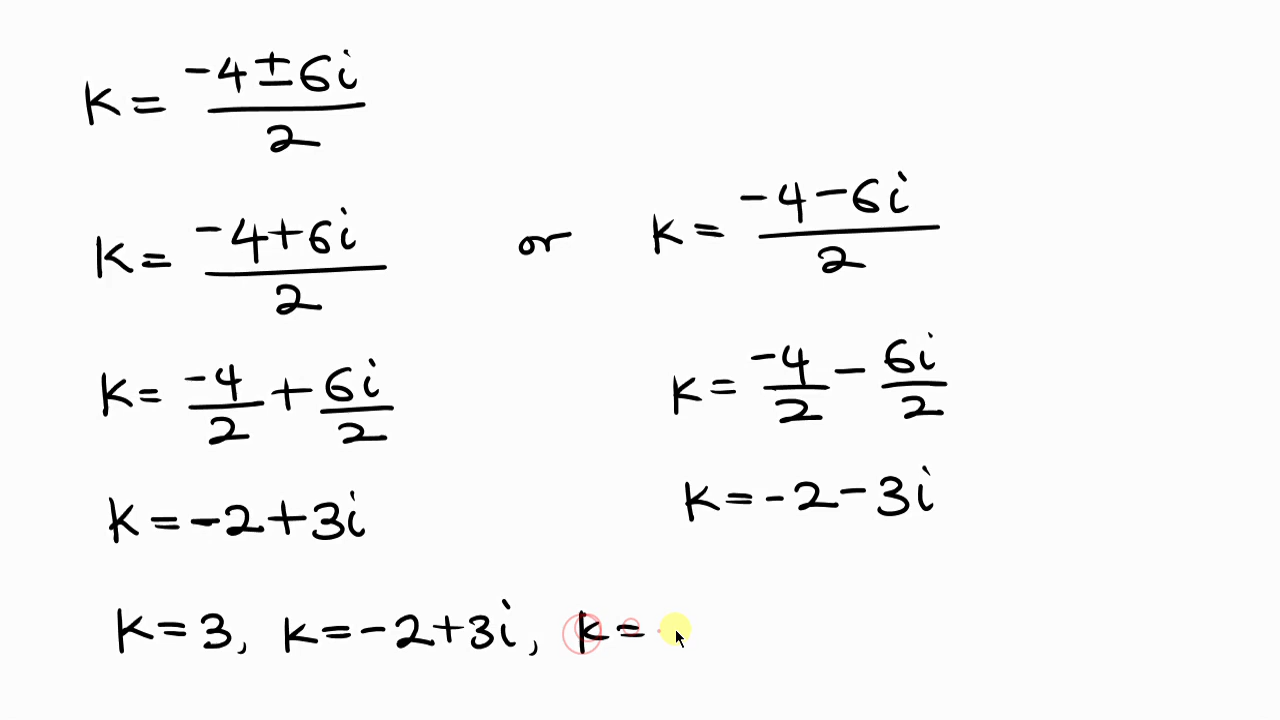 k = (-4 ± 6i)/2
k = (-4 + 6i)/2 or k = (-4 - 6i)/2
k = -4/2 + 6i/2 k = -4/2 - 6i/2
k = -2 + 3i k = -2 - 3i
k = 3, k = -2 + 3i, k =